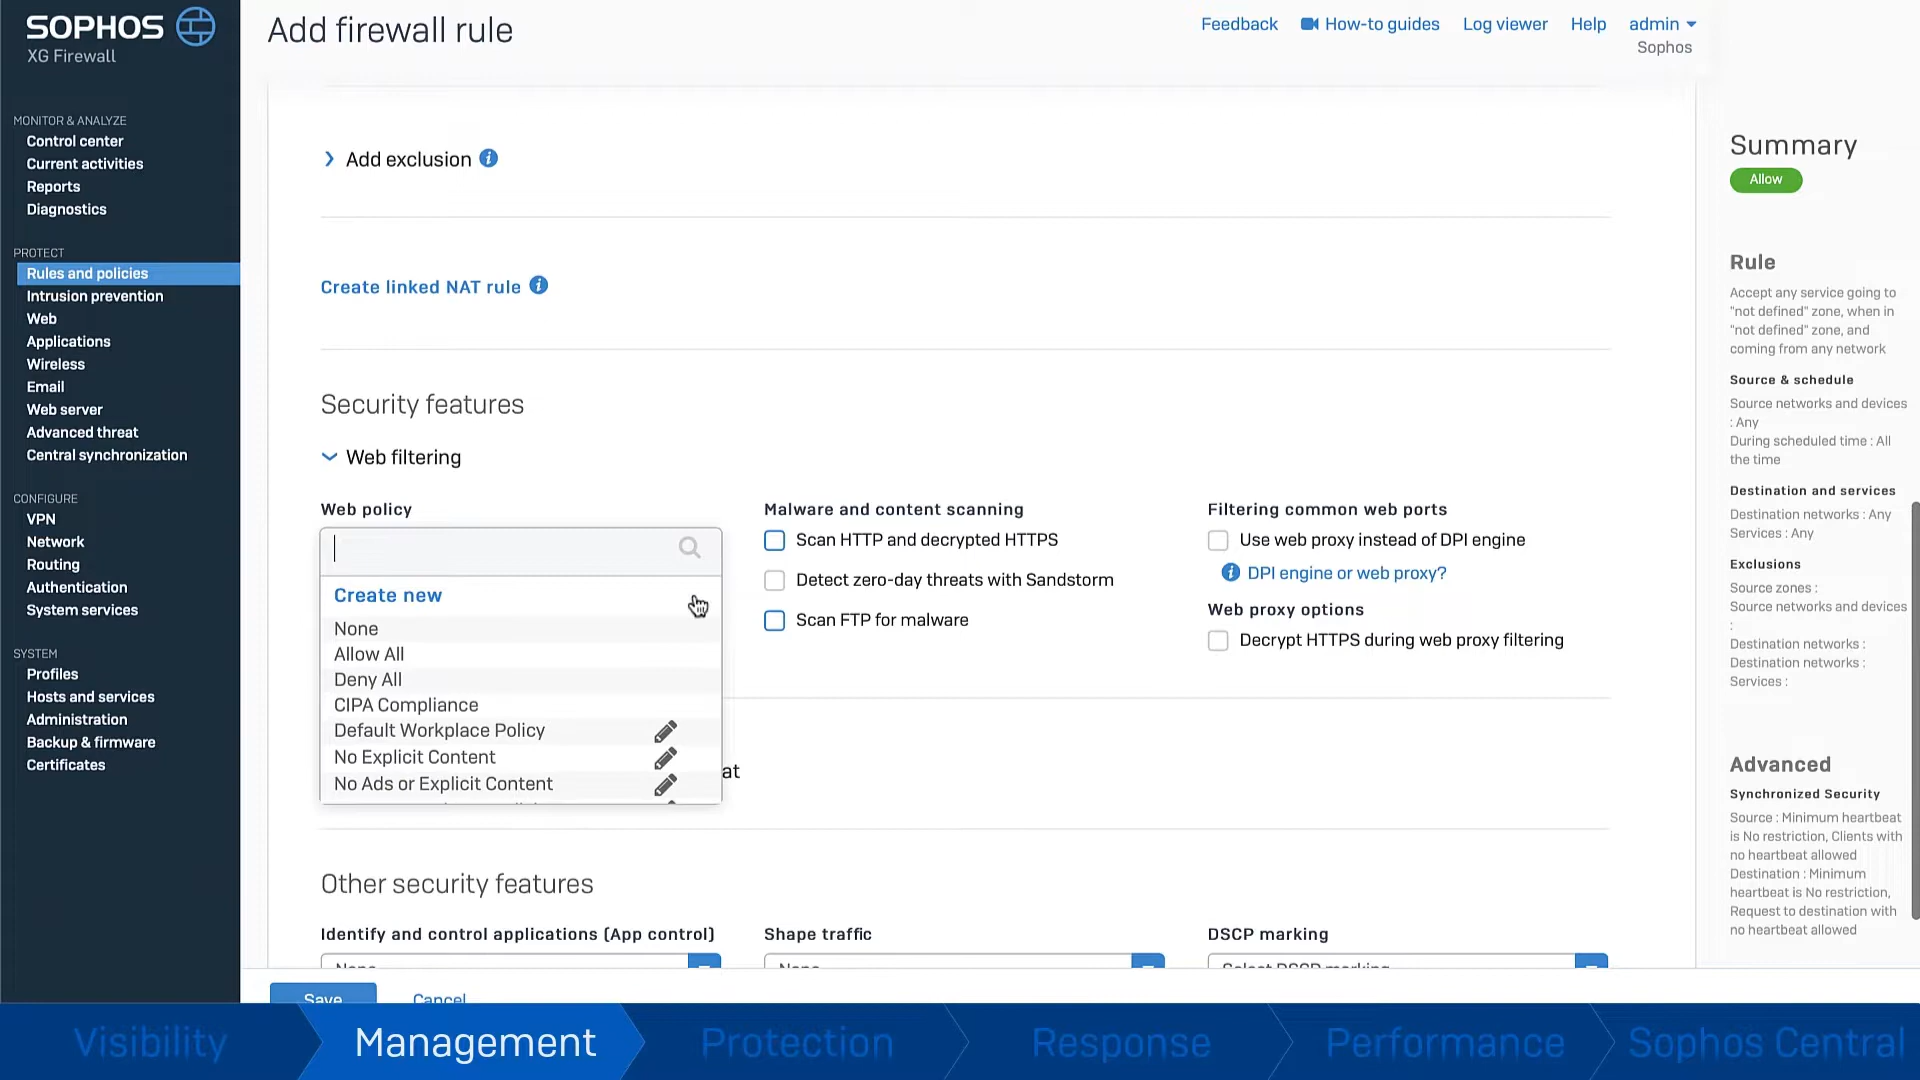 SOPHOS
XG Firewall
MONITOR & ANALYZE
Control center
Current activities
Reports
Diagnostics
PROTECT
Rules and policies
Intrusion prevention
Web
Applications
Wireless
Email
Web server
Advanced threat
Central synchronization
CONFIGURE
VPN
Network
Routing
Authentication
System services
SYSTEM
Profiles
Hosts and services
Administration
Backup & firmware
Certificates
Add firewall rule
Feedback
How-to guides
Log viewer
Help
admin
Sophos
Add exclusion
Create linked NAT rule
Security features
Web filtering
Web policy
Create new
None
Allow All
Deny All
CIPA Compliance
Default Workplace Policy
No Explicit Content
No Ads or Explicit Content
Malware and content scanning
Scan HTTP and decrypted HTTPS
Detect zero-day threats with Sandstorm
Scan FTP for malware
Filtering common web ports
Use web proxy instead of DPI engine
DPI engine or web proxy?
Web proxy options
Decrypt HTTPS during web proxy filtering
at
Other security features
Identify and control applications (App control)
None
Shape traffic
None
DSCP marking
Select DSCP marking
Save
Cancel
Summary
Allow
Rule
Accept any service going to
"not defined" zone, when in
"not defined" zone, and
coming from any network
Source & schedule
Source networks and devices
: Any
During scheduled time : All
the time
Destination and services
Destination networks : Any
Services : Any
Exclusions
Source zones :
Source networks and devices
:
Destination networks :
Destination networks :
Services :
Advanced
Synchronized Security
Source : Minimum heartbeat
is No restriction, Clients with
no heartbeat allowed
Destination : Minimum
heartbeat is No restriction,
Request to destination with
no heartbeat allowed
Visibility
Management
Protection
Response
Performance
Sophos Central